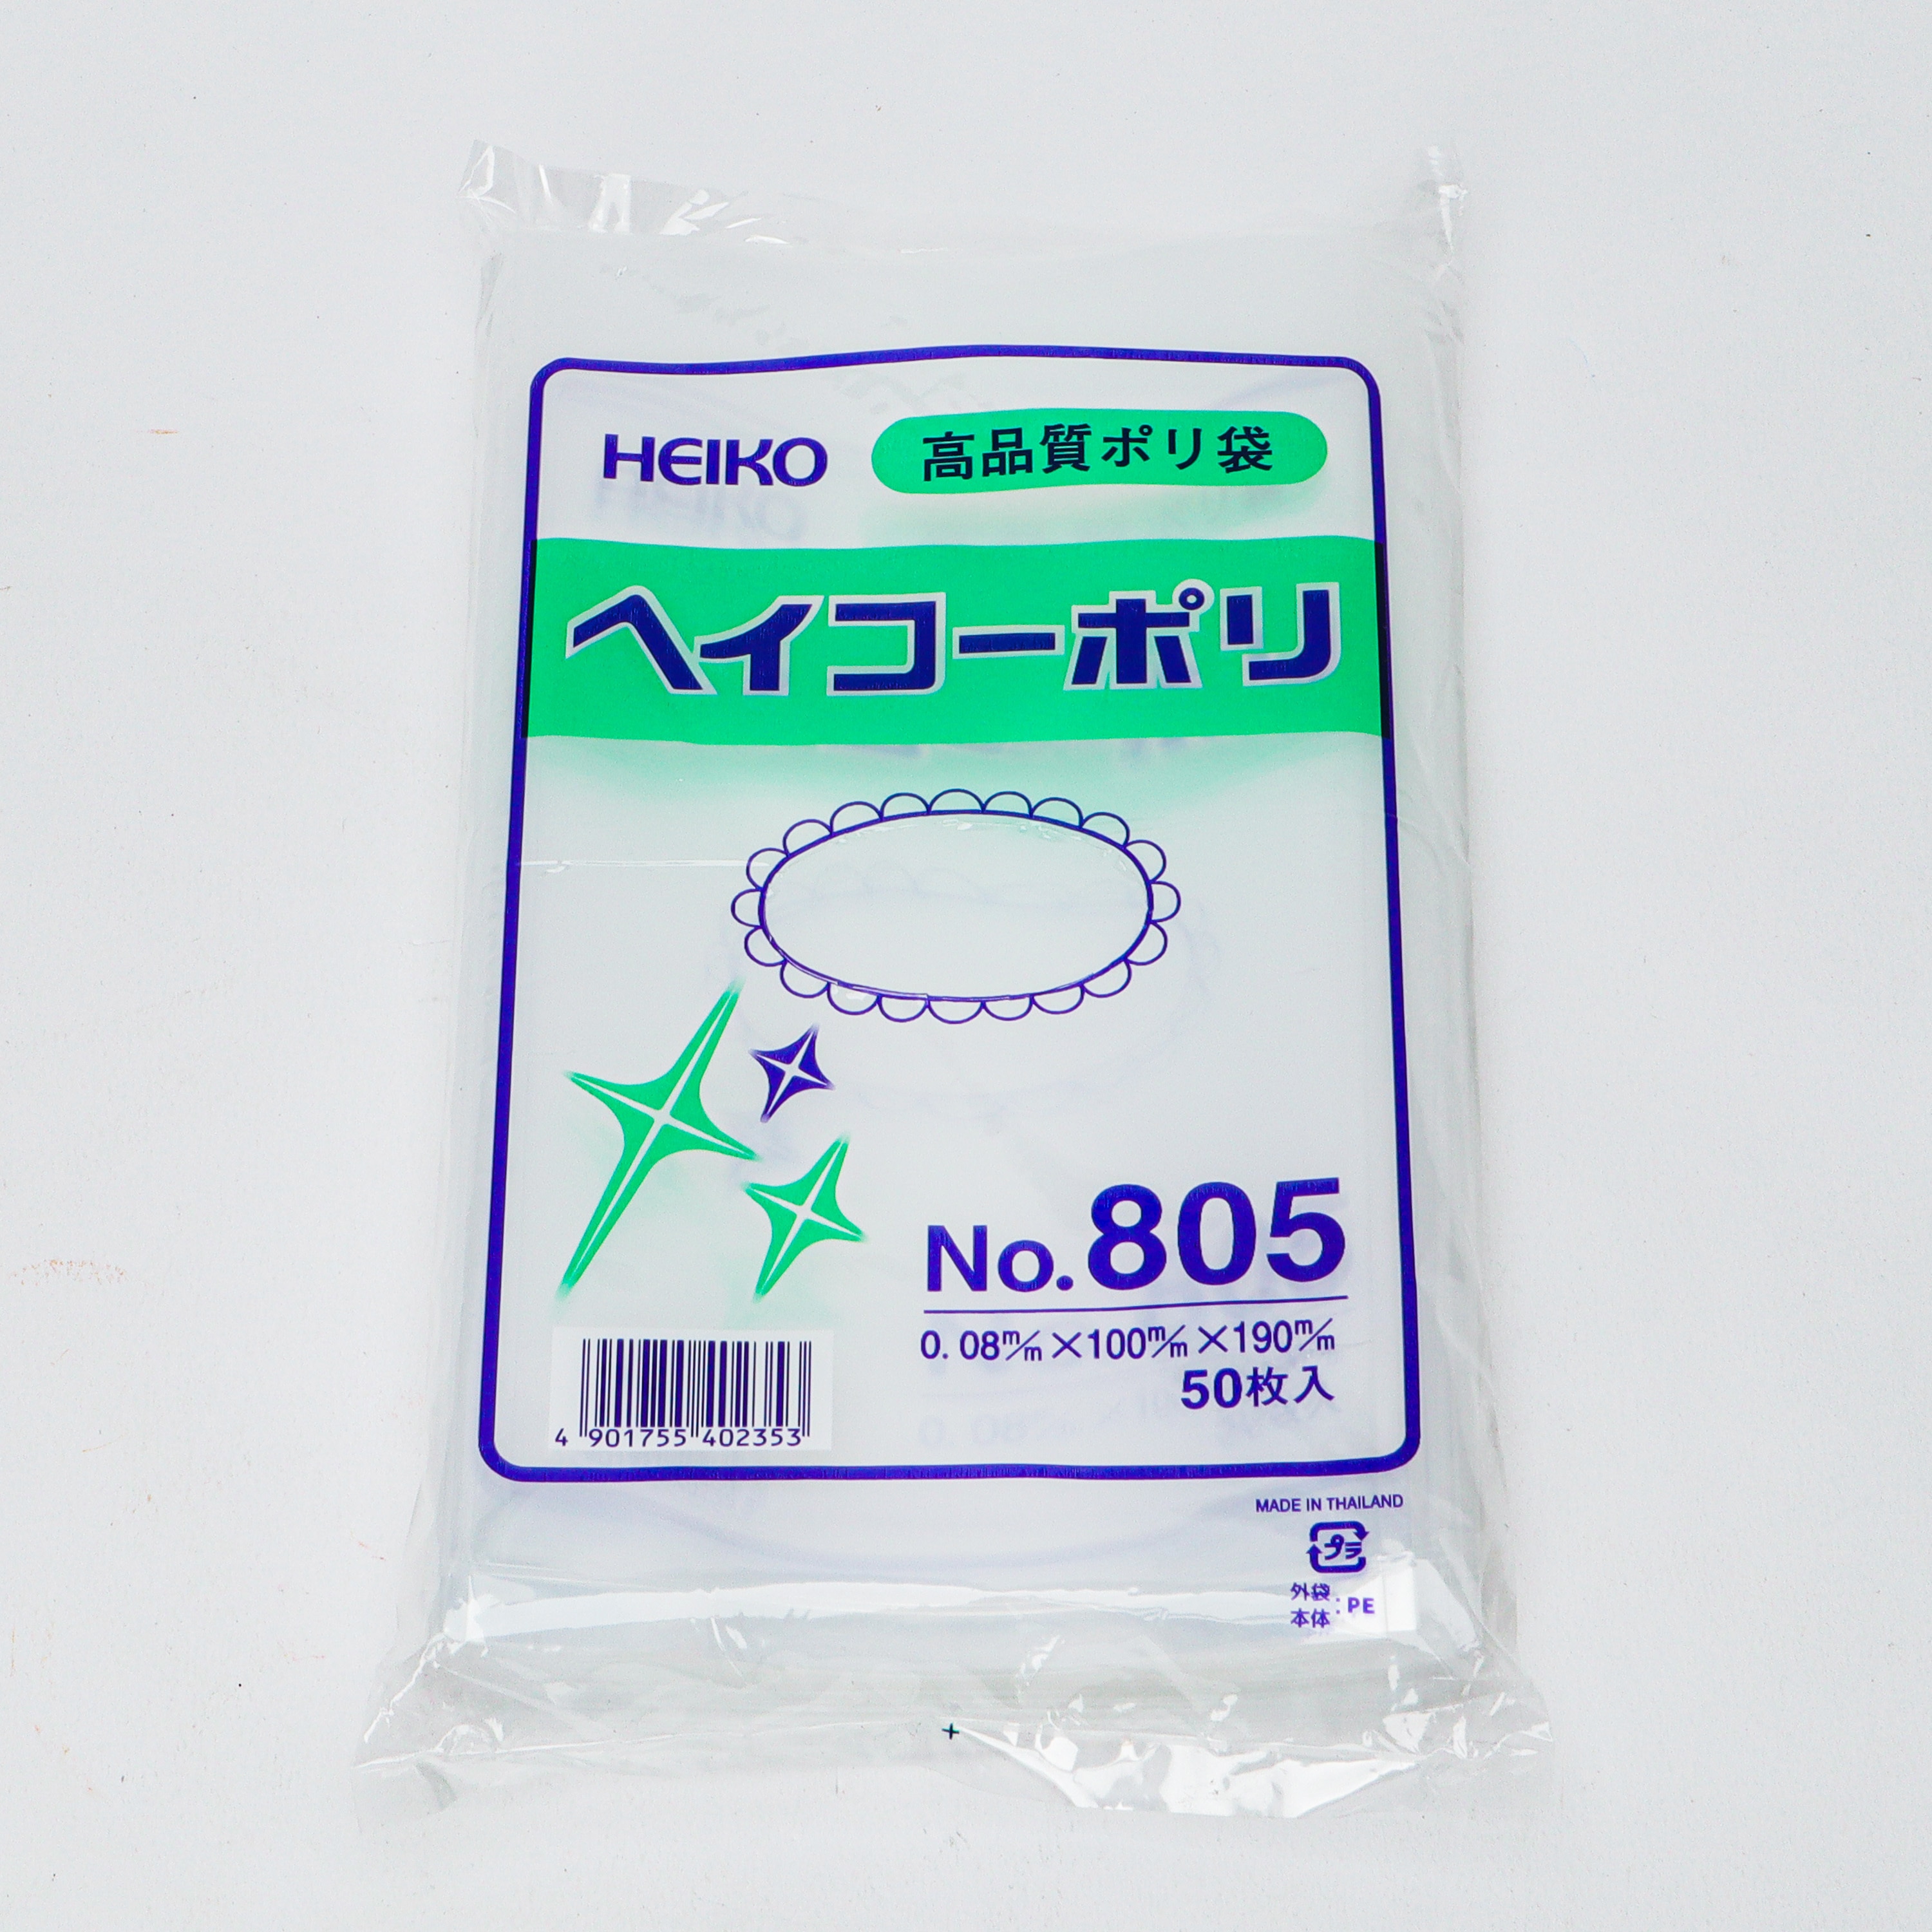 HEIKO 高品質ポリ袋
ヘイコーポリ
No.805
0.08m/m×100m/m×190m/m
50枚入
4 901755 402353
MADE IN THAILAND
プラ
外袋
本体 : PE